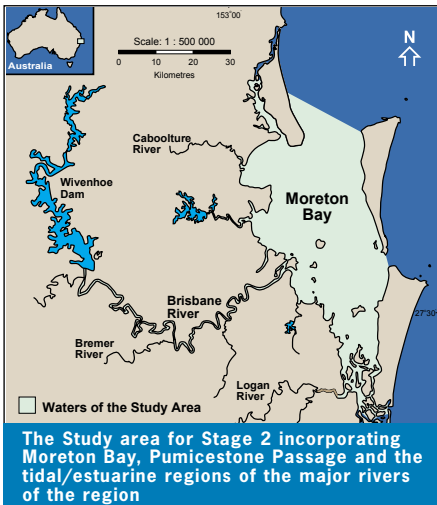 153°00
Scale: 1 : 500 000
0 10 20 30
Kilometres
N
Australia
Caboolture
River
Wivenhoe
Dam
Moreton
Bay
Brisbane
River
27°30
Bremer
River
Logan
River
Waters of the Study Area
The Study area for Stage 2 incorporating
Moreton Bay, Pumicestone Passage and the
tidal/estuarine regions of the major rivers
of the region